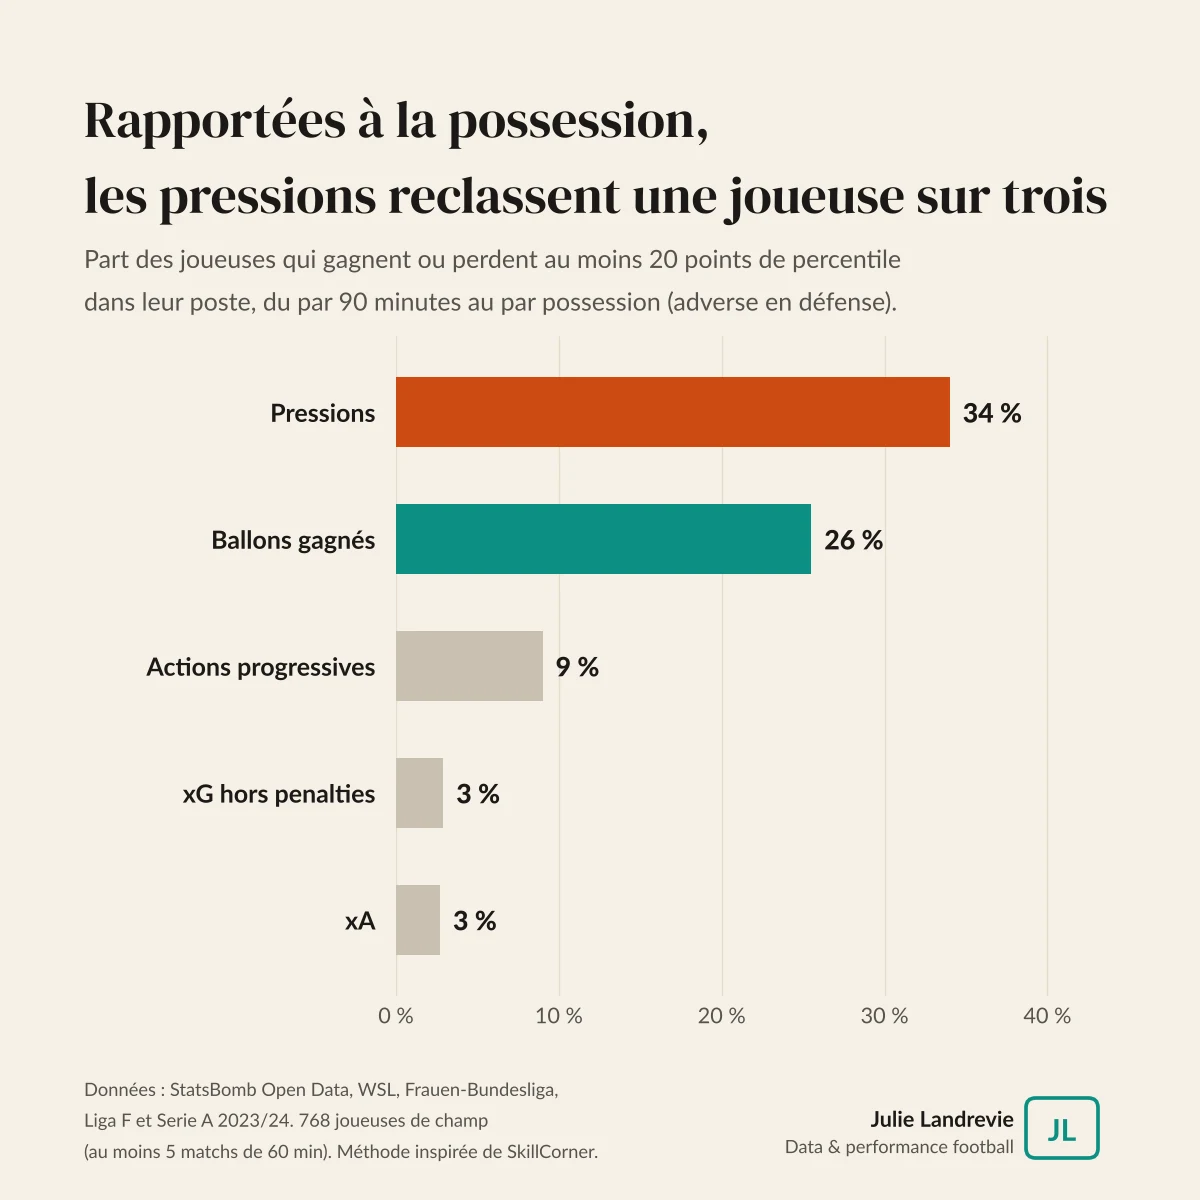 Rapportées à la possession,
les pressions reclassent une joueuse sur trois
Part des joueuses qui gagnent ou perdent au moins 20 points de percentile
dans leur poste, du par 90 minutes au par possession (adverse en défense).
Pressions
34 %
Ballons gagnés
26 %
Actions progressives
9 %
xG hors penalties
3 %
xA
3 %
0 %
10 %
20 %
30 %
40 %
Données : StatsBomb Open Data, WSL, Frauen-Bundesliga,
Liga F et Serie A 2023/24. 768 joueuses de champ
(au moins 5 matchs de 60 min). Méthode inspirée de SkillCorner.
Julie Landrevie
Data & performance football
JL